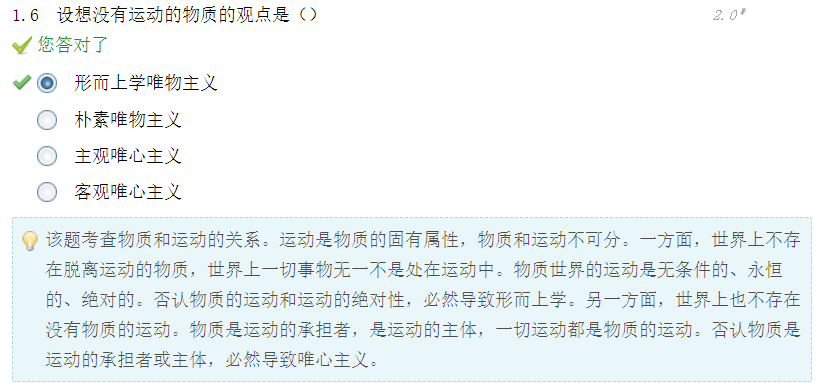 1.6 设想没有运动的物质的观点是（） 2.0
您答对了
形而上学唯物主义
朴素唯物主义
主观唯心主义
客观唯心主义
该题考查物质和运动的关系。运动是物质的固有属性，物质和运动不可分。一方面，世界上不存
在脱离运动的物质，世界上一切事物无一不是处在运动中。物质世界的运动是无条件的、永恒
的、绝对的。否认物质的运动和运动的绝对性，必然导致形而上学。另一方面，世界上也不存在
没有物质的运动。物质是运动的承担者，是运动的主体，一切运动都是物质的运动。否认物质是
运动的承担者或主体，必然导致唯心主义。